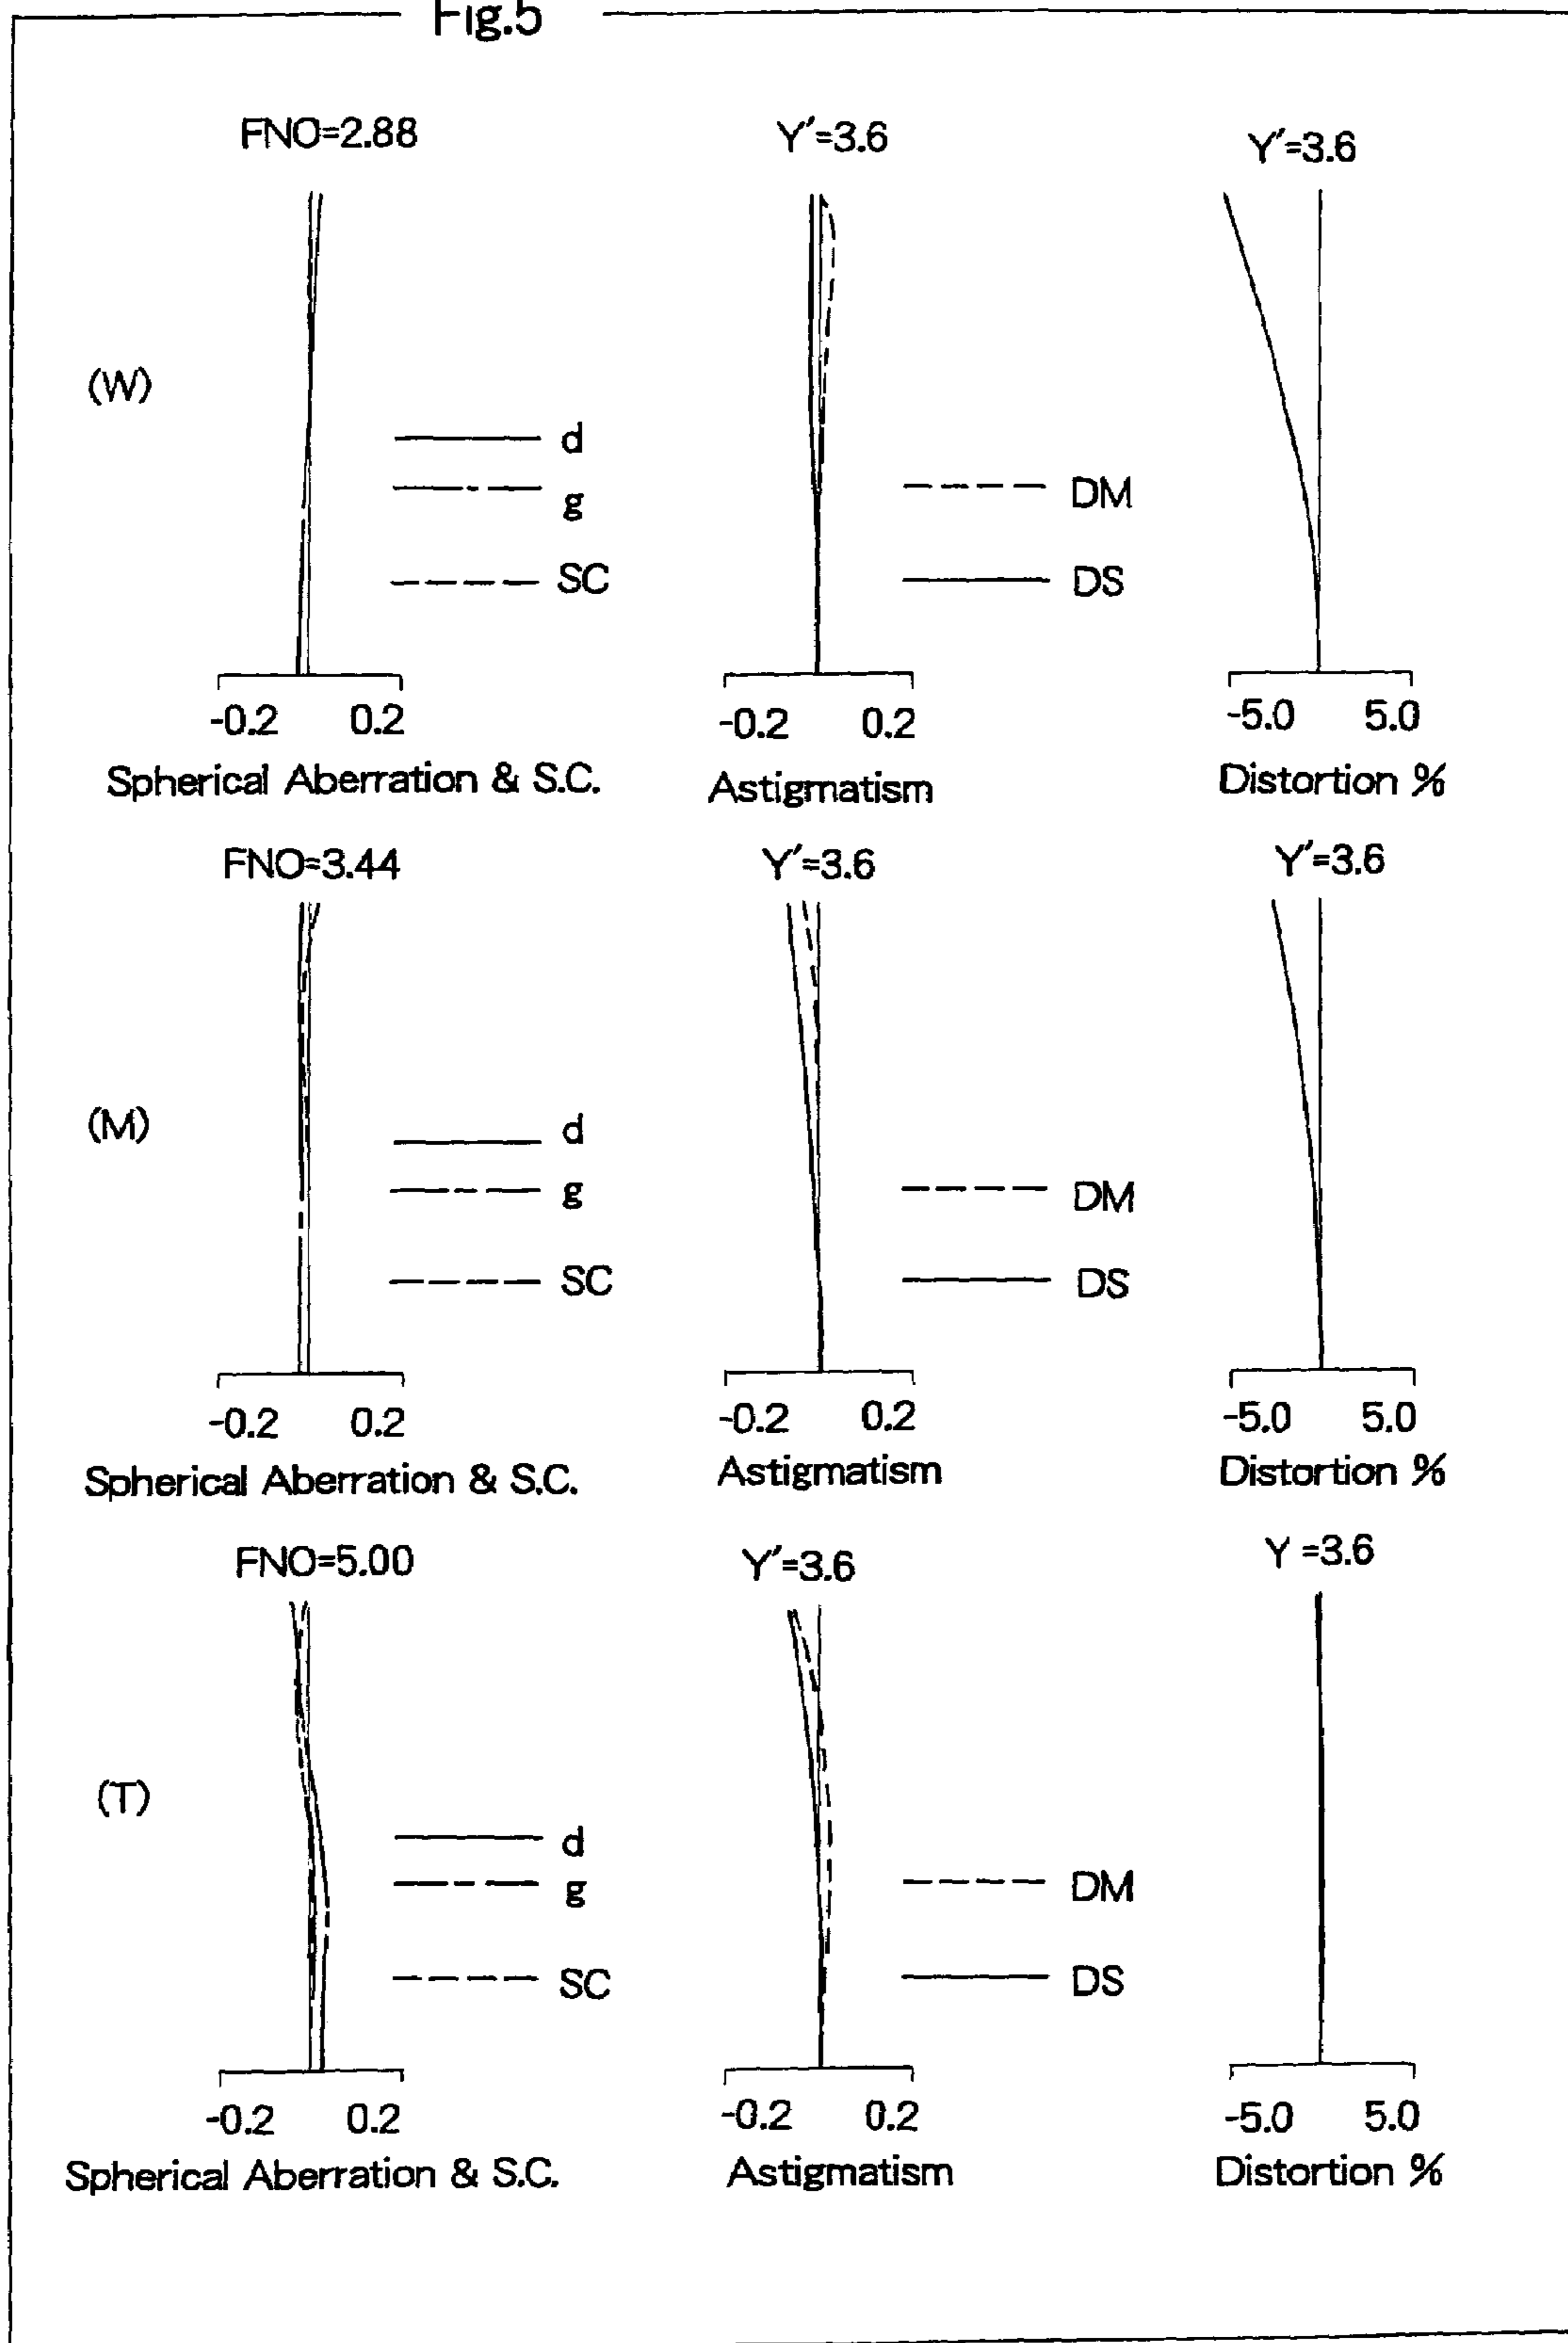 Fig.5
FNO=2.88
Y'=3.6
Y'=3.6
(W)
d
g
SC
DM
DS
-0.2 0.2
-0.2 0.2
-5.0 5.0
Spherical Aberration & S.C.
Astigmatism
Distortion %
FNO=3.44
Y'=3.6
Y'=3.6
(M)
d
g
SC
DM
DS
-0.2 0.2
-0.2 0.2
-5.0 5.0
Spherical Aberration & S.C.
Astigmatism
Distortion %
FNO=5.00
Y'=3.6
Y =3.6
(T)
d
g
SC
DM
DS
-0.2 0.2
-0.2 0.2
-5.0 5.0
Spherical Aberration & S.C.
Astigmatism
Distortion %